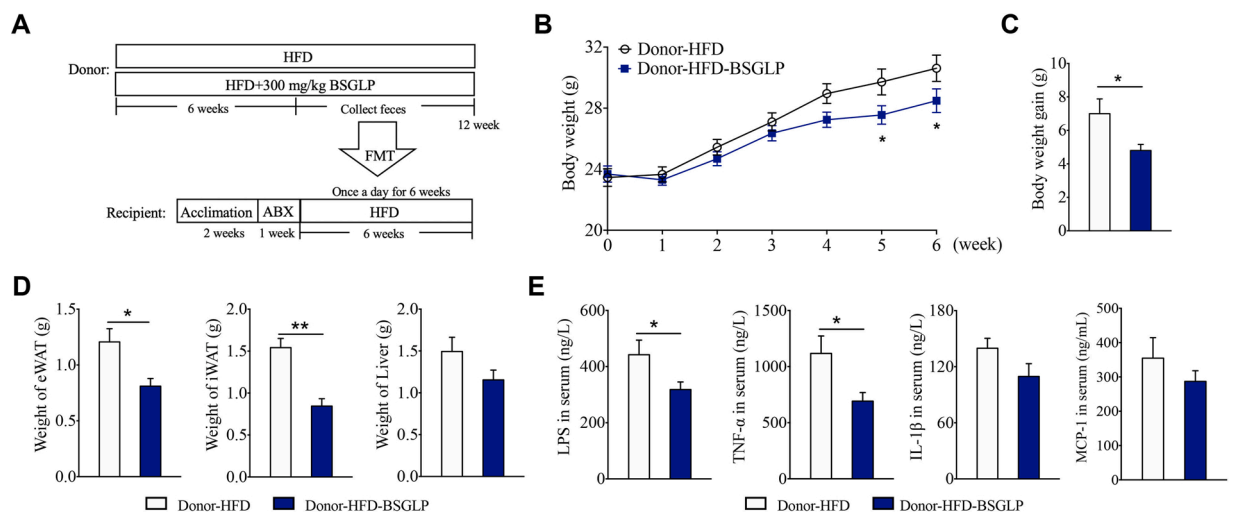 A
HFD
Donor:
HFD+300 mg/kg BSGLP
6 weeks
Collect feces
12 week
FMT
Once a day for 6 weeks
Recipient:
Acclimation
ABX
HFD
2 weeks
1 week
6 weeks
B
Donor-HFD
Donor-HFD-BSGLP
Body weight (g)
32
28
24
20
*
*
0 1 2 3 4 5 6 (week)
C
Body weight gain (g)
10
8
6
4
2
0
*
D
Weight of eWAT (g)
1.5
1.0
0.5
0.0
*
Weight of iWAT (g)
2.0
1.5
1.0
0.5
0.0
**
Weight of Liver (g)
2.0
1.5
1.0
0.5
0.0
Donor-HFD
Donor-HFD-BSGLP
E
LPS in serum (ng/L)
600
400
200
0
*
TNF-α in serum (ng/L)
1500
1000
500
0
*
IL-1β in serum (ng/L)
180
120
60
0
MCP-1 in serum (ng/mL)
500
400
300
200
100
0
Donor-HFD
Donor-HFD-BSGLP